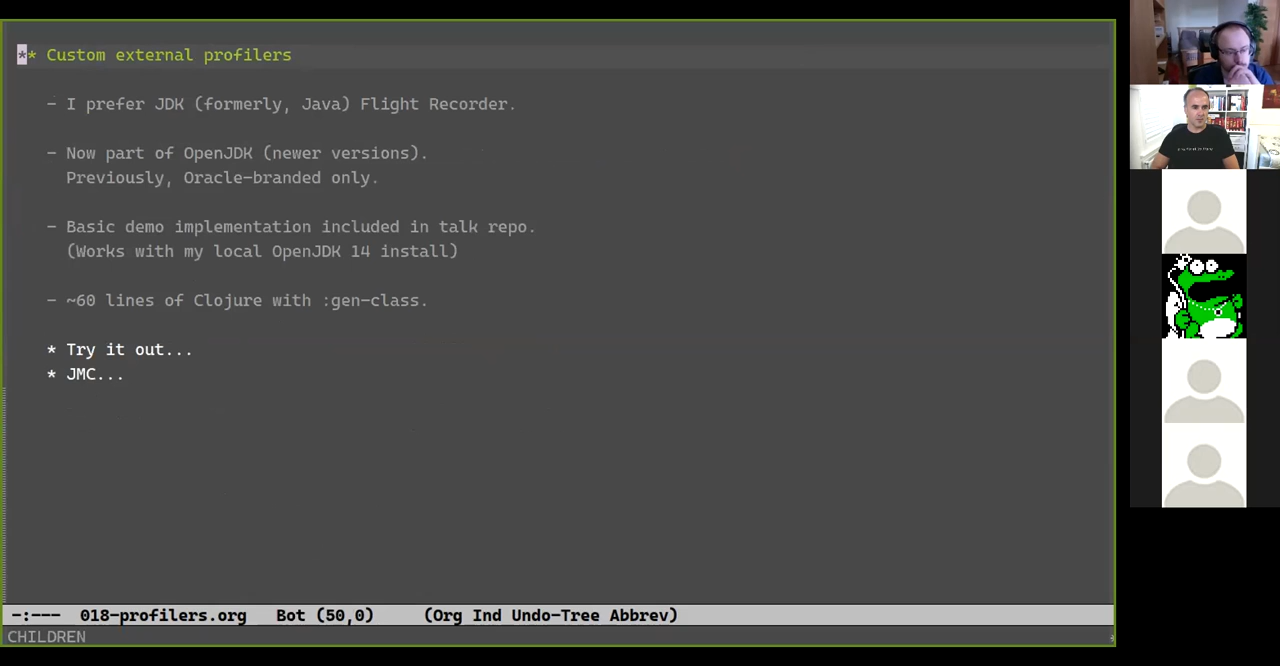 ** Custom external profilers
- I prefer JDK (formerly, Java) Flight Recorder.
- Now part of OpenJDK (newer versions).
Previously, Oracle-branded only.
- Basic demo implementation included in talk repo.
(Works with my local OpenJDK 14 install)
- ~60 lines of Clojure with :gen-class.
* Try it out...
* JMC...
-:--- 018-profilers.org Bot (50,0) (Org Ind Undo-Tree Abbrev)
CHILDREN